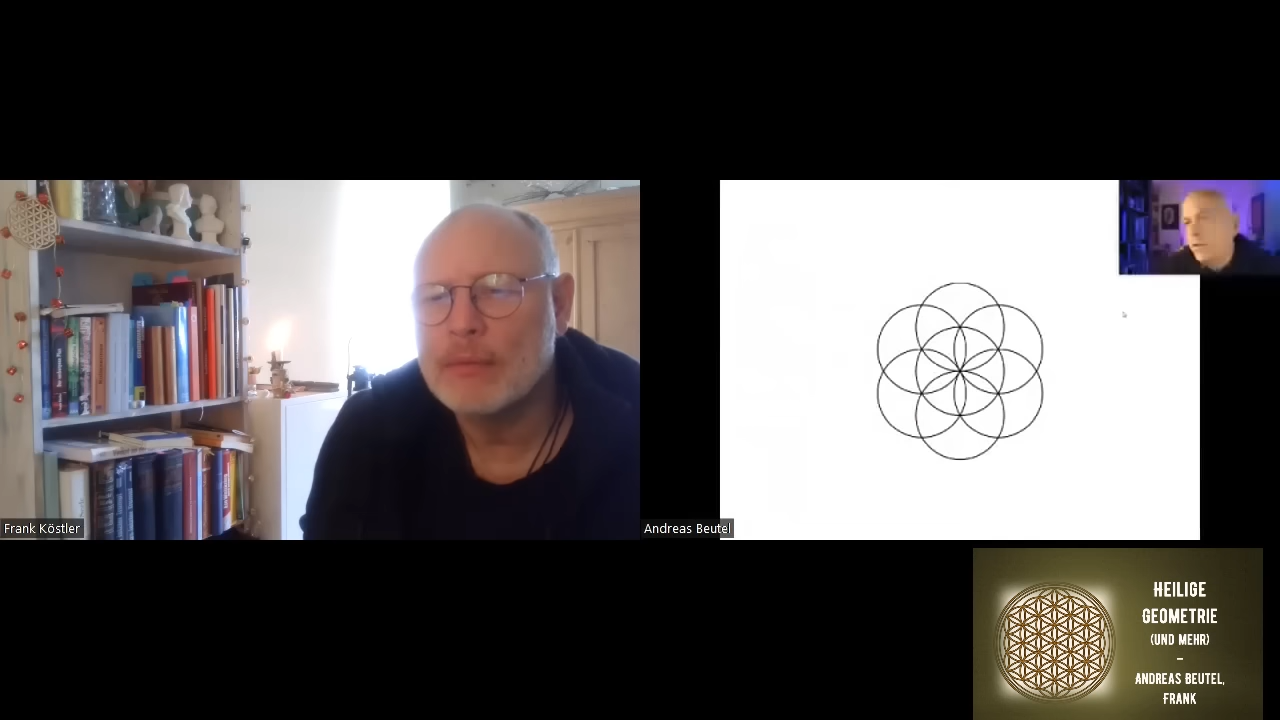 Frank Köstler
Andreas Beutel
HEILIGE
GEOMETRIE
(UND MEHR)
–
ANDREAS BEUTEL,
FRANK